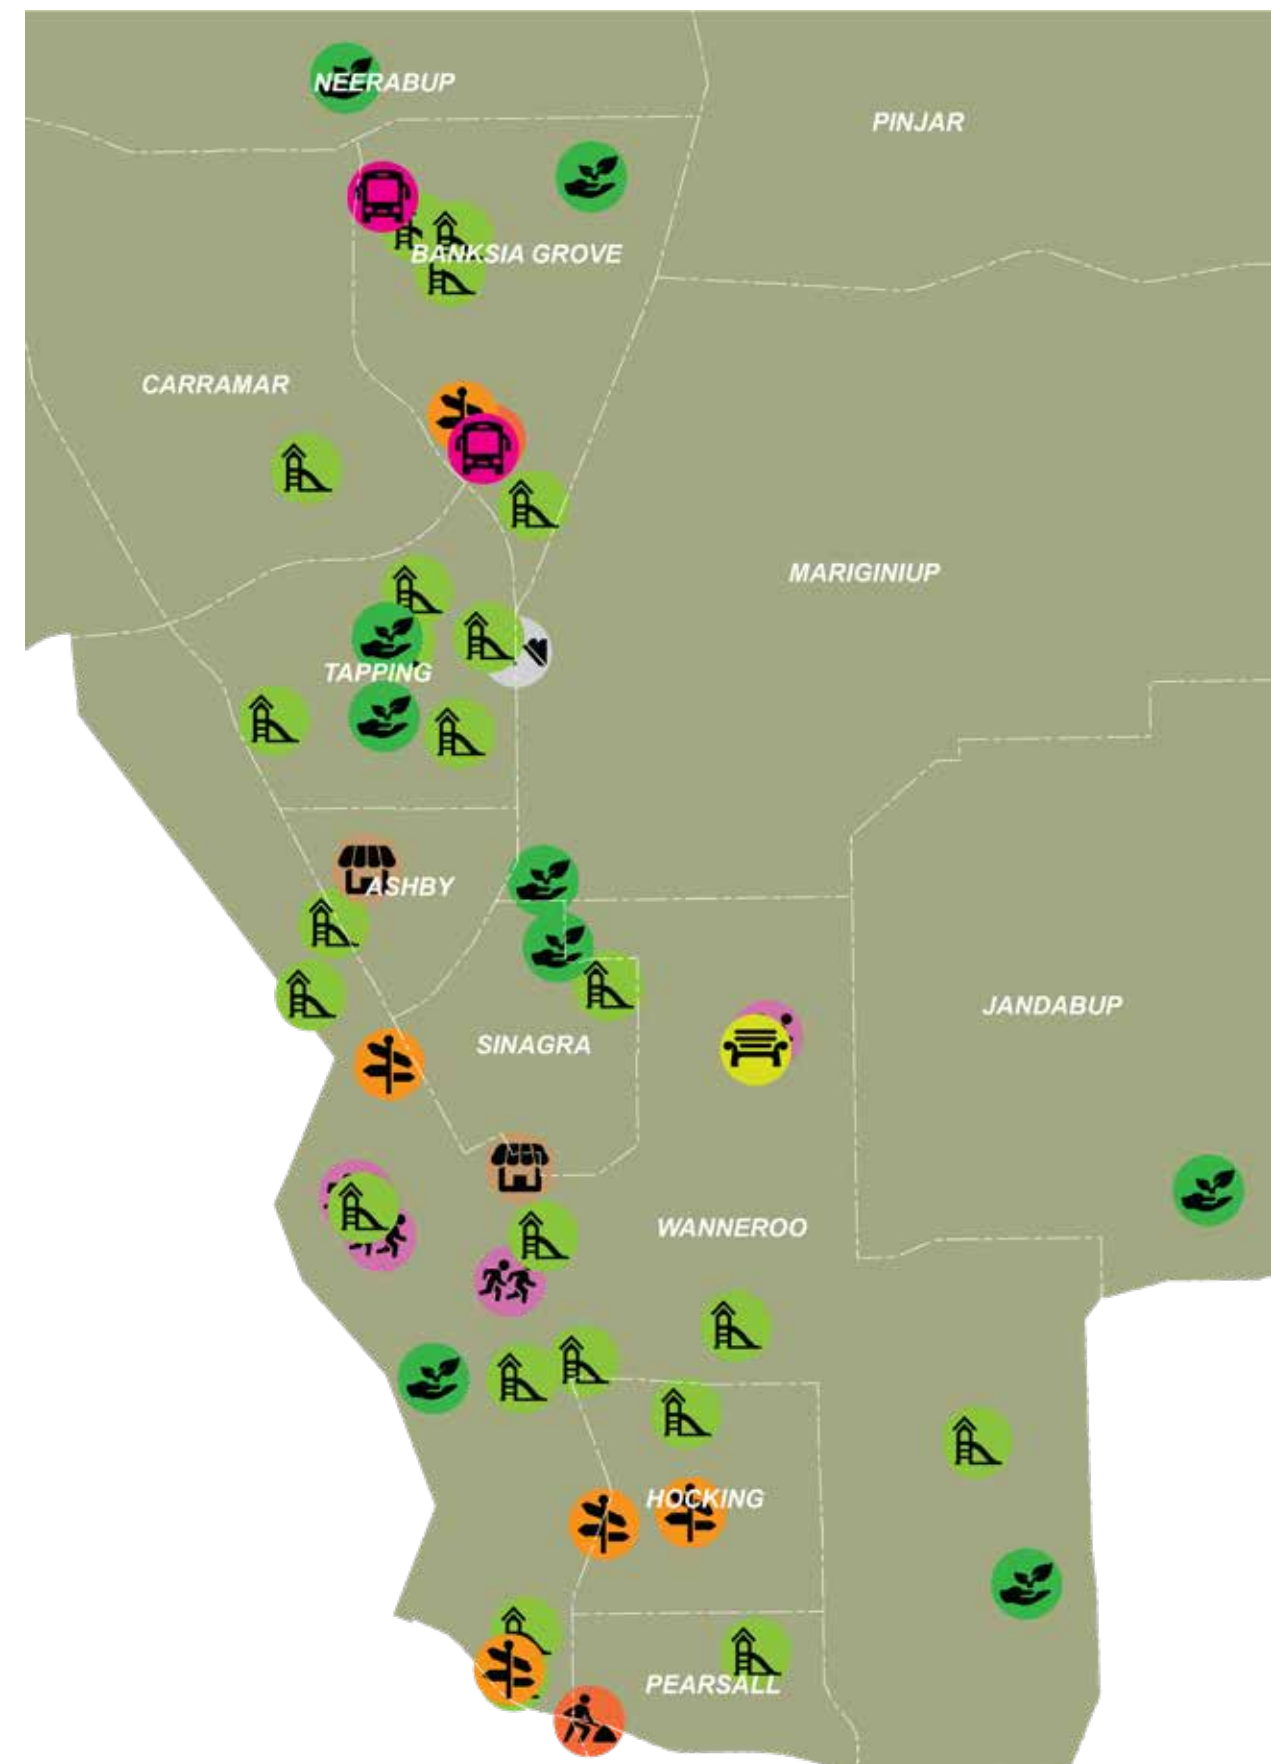 NEERABUP
PINJAR
BANKSIA GROVE
CARRAMAR
MARIGINIUP
TAPPING
ASHBY
JANDABUP
SINAGRA
WANNEROO
HOCKING
PEARSALL